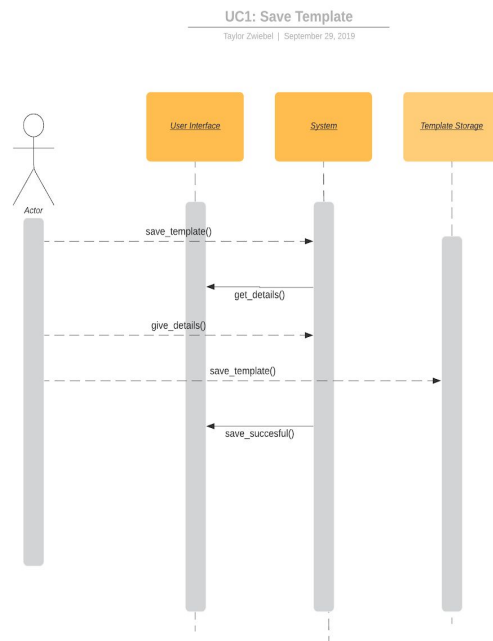 UC1: Save Template
Taylor Zwiebel | September 29, 2019
User Interface
System
Template Storage
Actor
save_template()
get_details()
give_details()
save_template()
save_succesful()